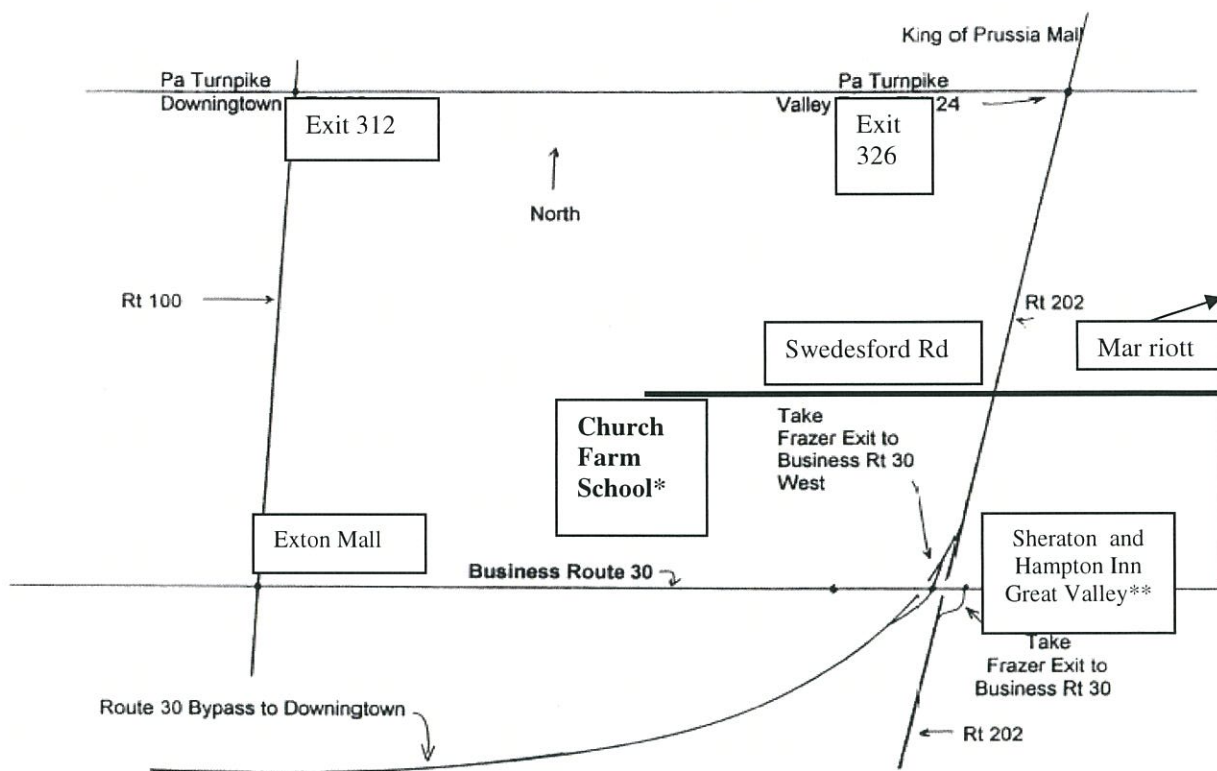 King of Prussia Mall
Pa Turnpike
Downingtown
Exit 312
Pa Turnpike
Valley
24
Exit
326
North
Rt 100
Rt 202
Swedesford Rd
Mar riott
Church
Farm
School*
Take
Frazer Exit to
Business Rt 30
West
Exton Mall
Business Route 30
Sheraton and
Hampton Inn
Great Valley**
Take
Frazer Exit to
Business Rt 30
Route 30 Bypass to Downingtown
Rt 202